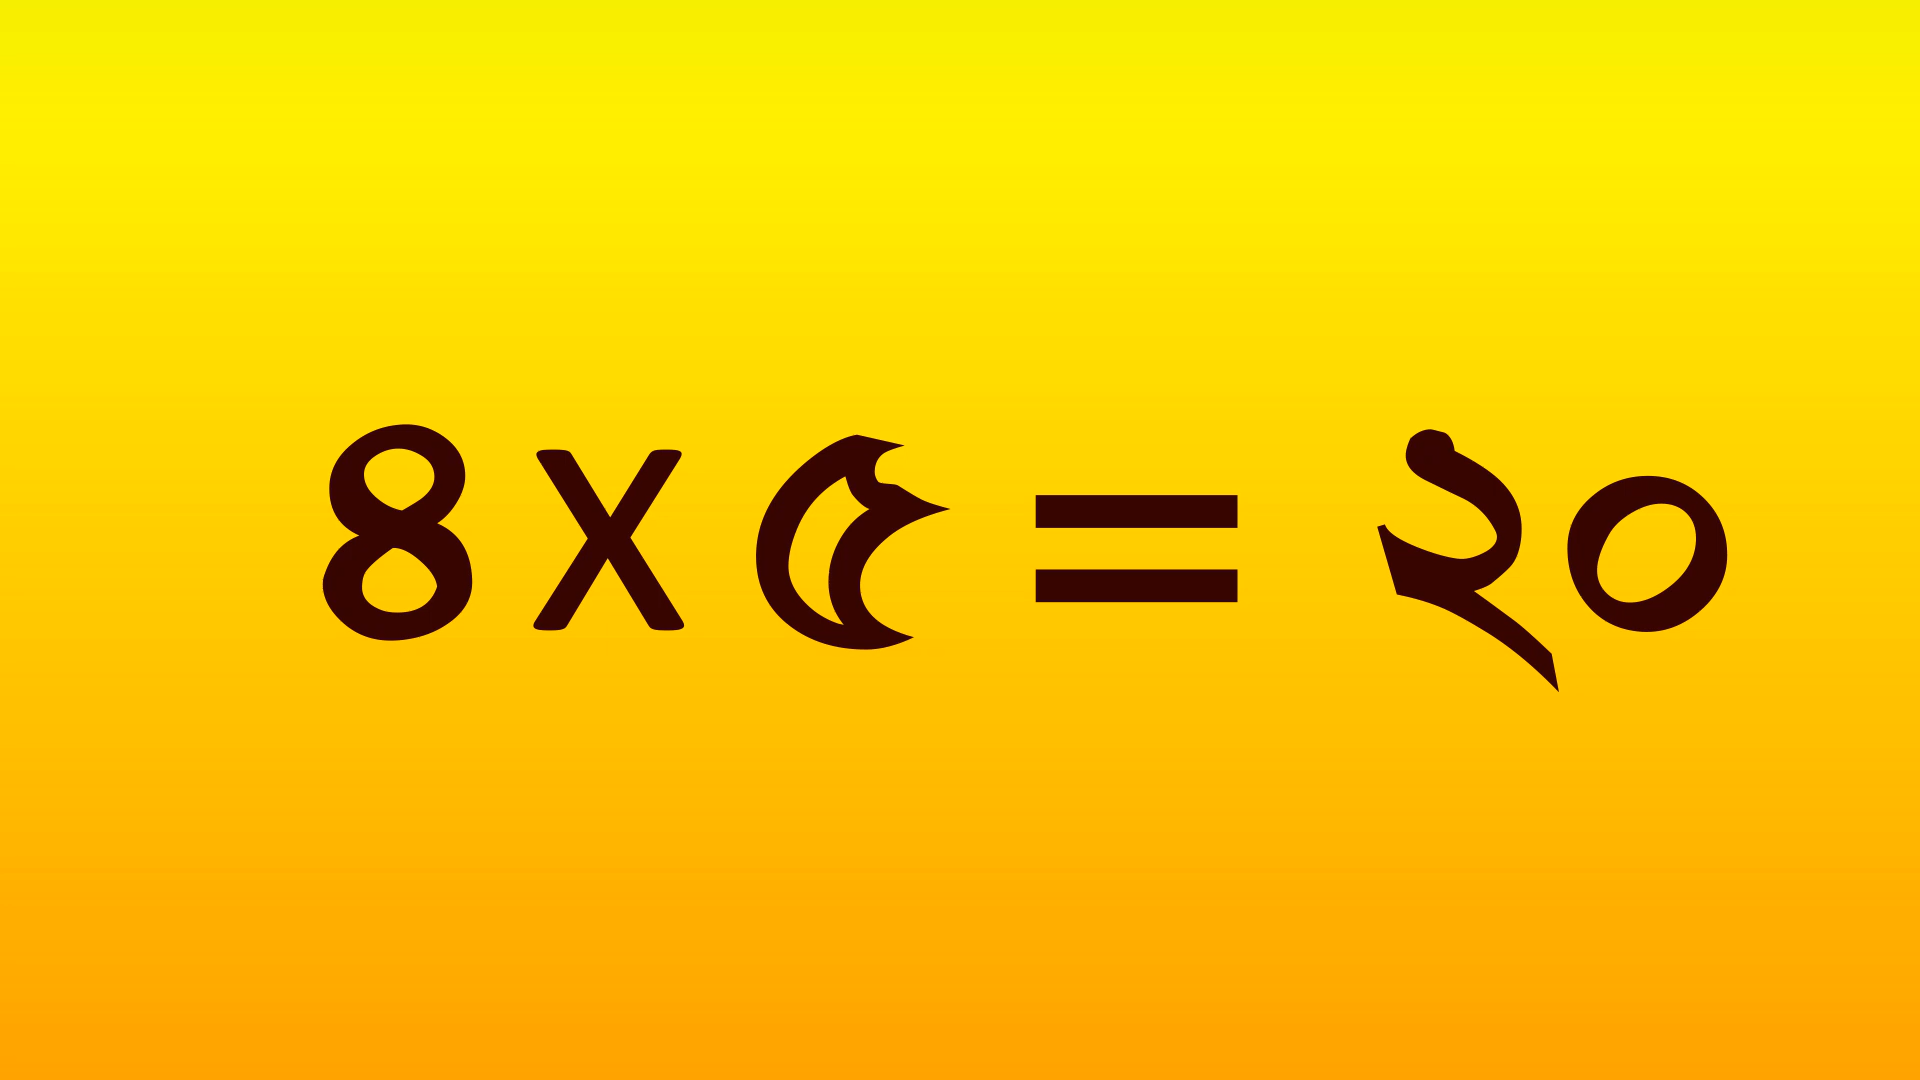 ৪ X ৫ = ২০